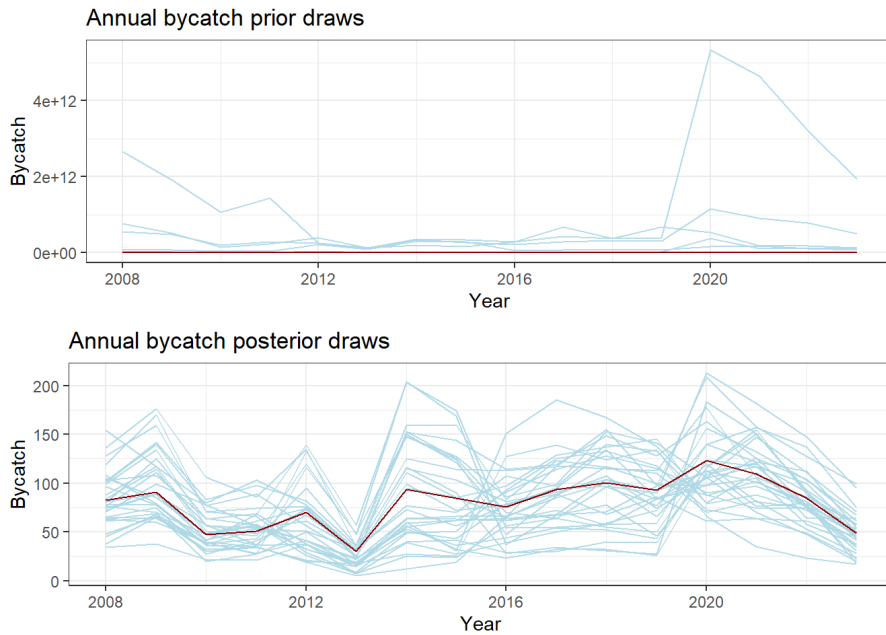 Annual bycatch prior draws
Bycatch
4e+12
2e+12
0e+00
2008 2012 2016 2020
Year
Annual bycatch posterior draws
Bycatch
200
150
100
50
0
2008 2012 2016 2020
Year